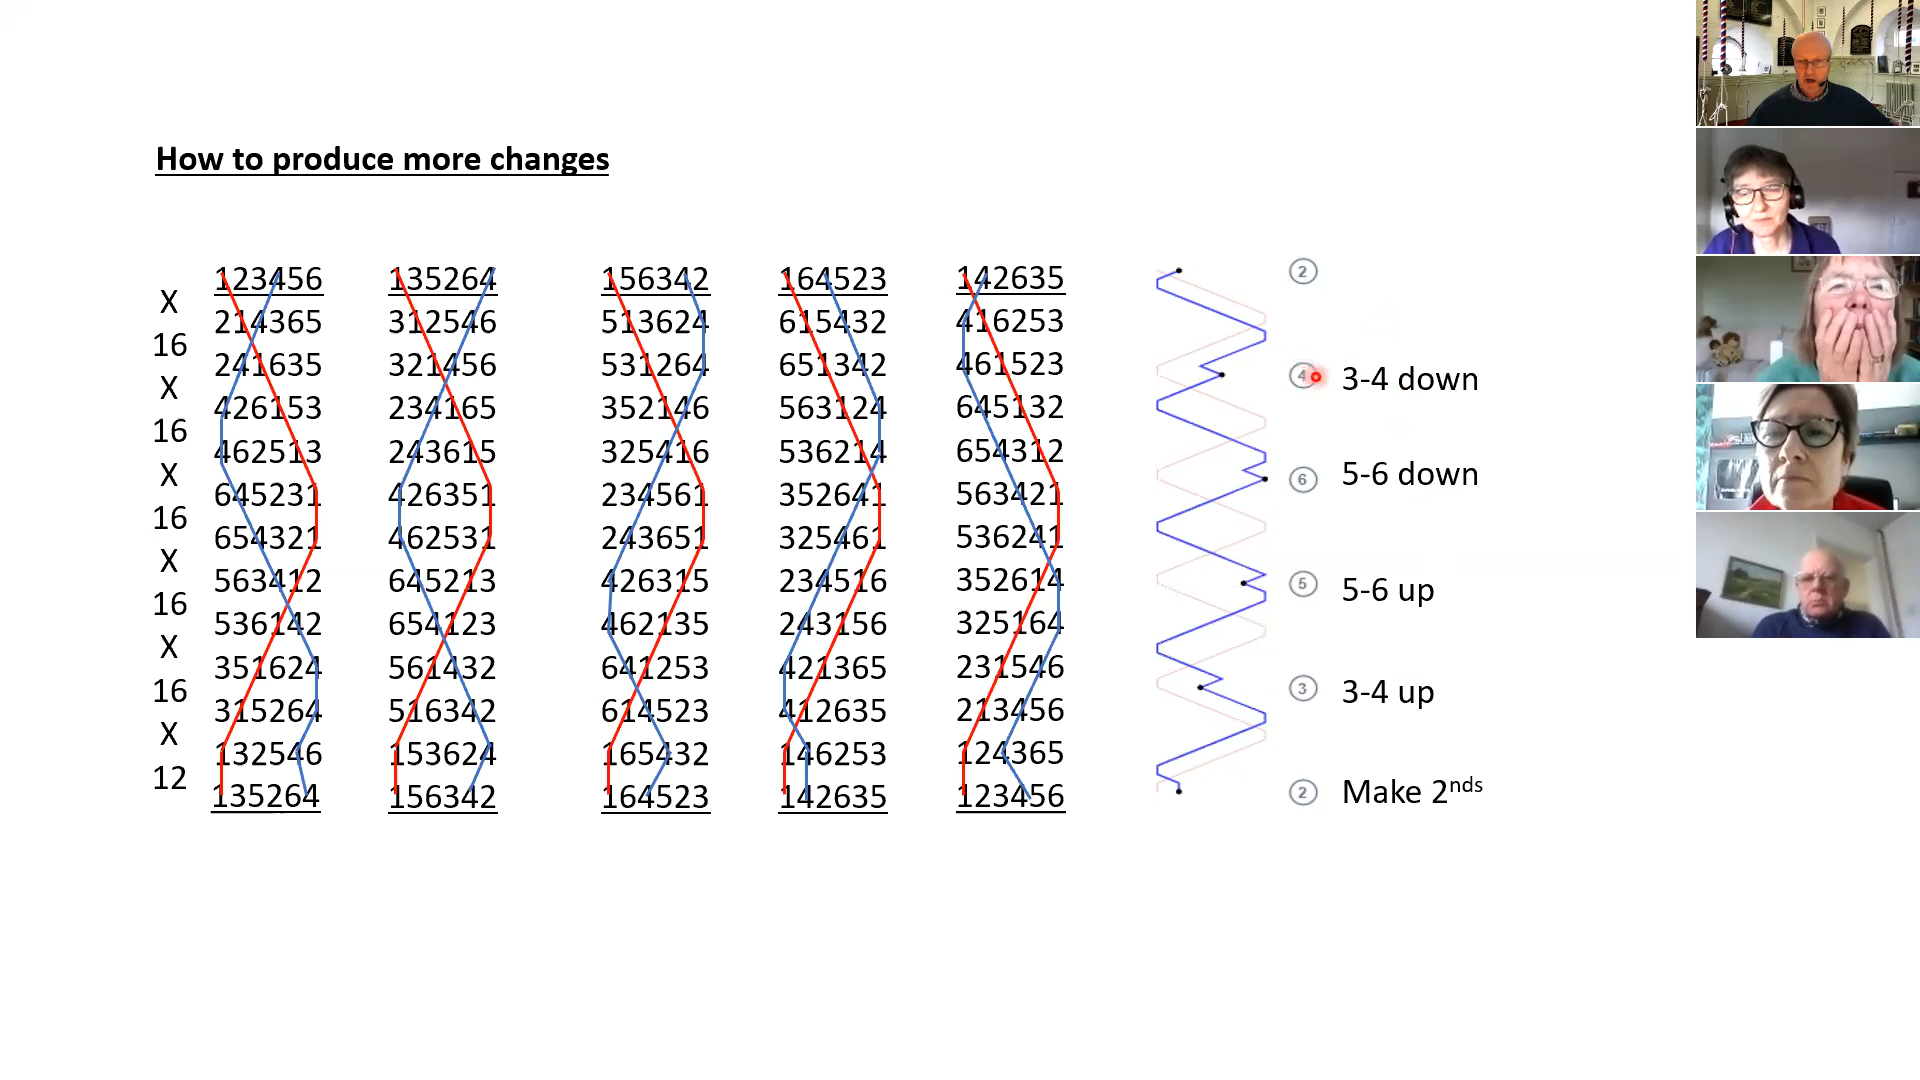 How to produce more changes
123456 135264 156342 164523 142635 2
X
214365 312546 513624 615432 416253
16
241635 321456 531264 651342 461523 4 3-4 down
X
426153 234165 352146 563124 645132
16
462513 243615 325416 536214 654312 6 5-6 down
X
645231 426351 234561 352641 563421
16
654321 462531 243651 325461 536241
X
563412 645213 426315 234516 352614 5 5-6 up
16
536142 654123 462135 243156 325164
X
351624 561432 641253 421365 231546 3 3-4 up
16
315264 516342 614523 412635 213456
X
132546 153624 165432 146253 124365
12
135264 156342 164523 142635 123456 2 Make 2nds